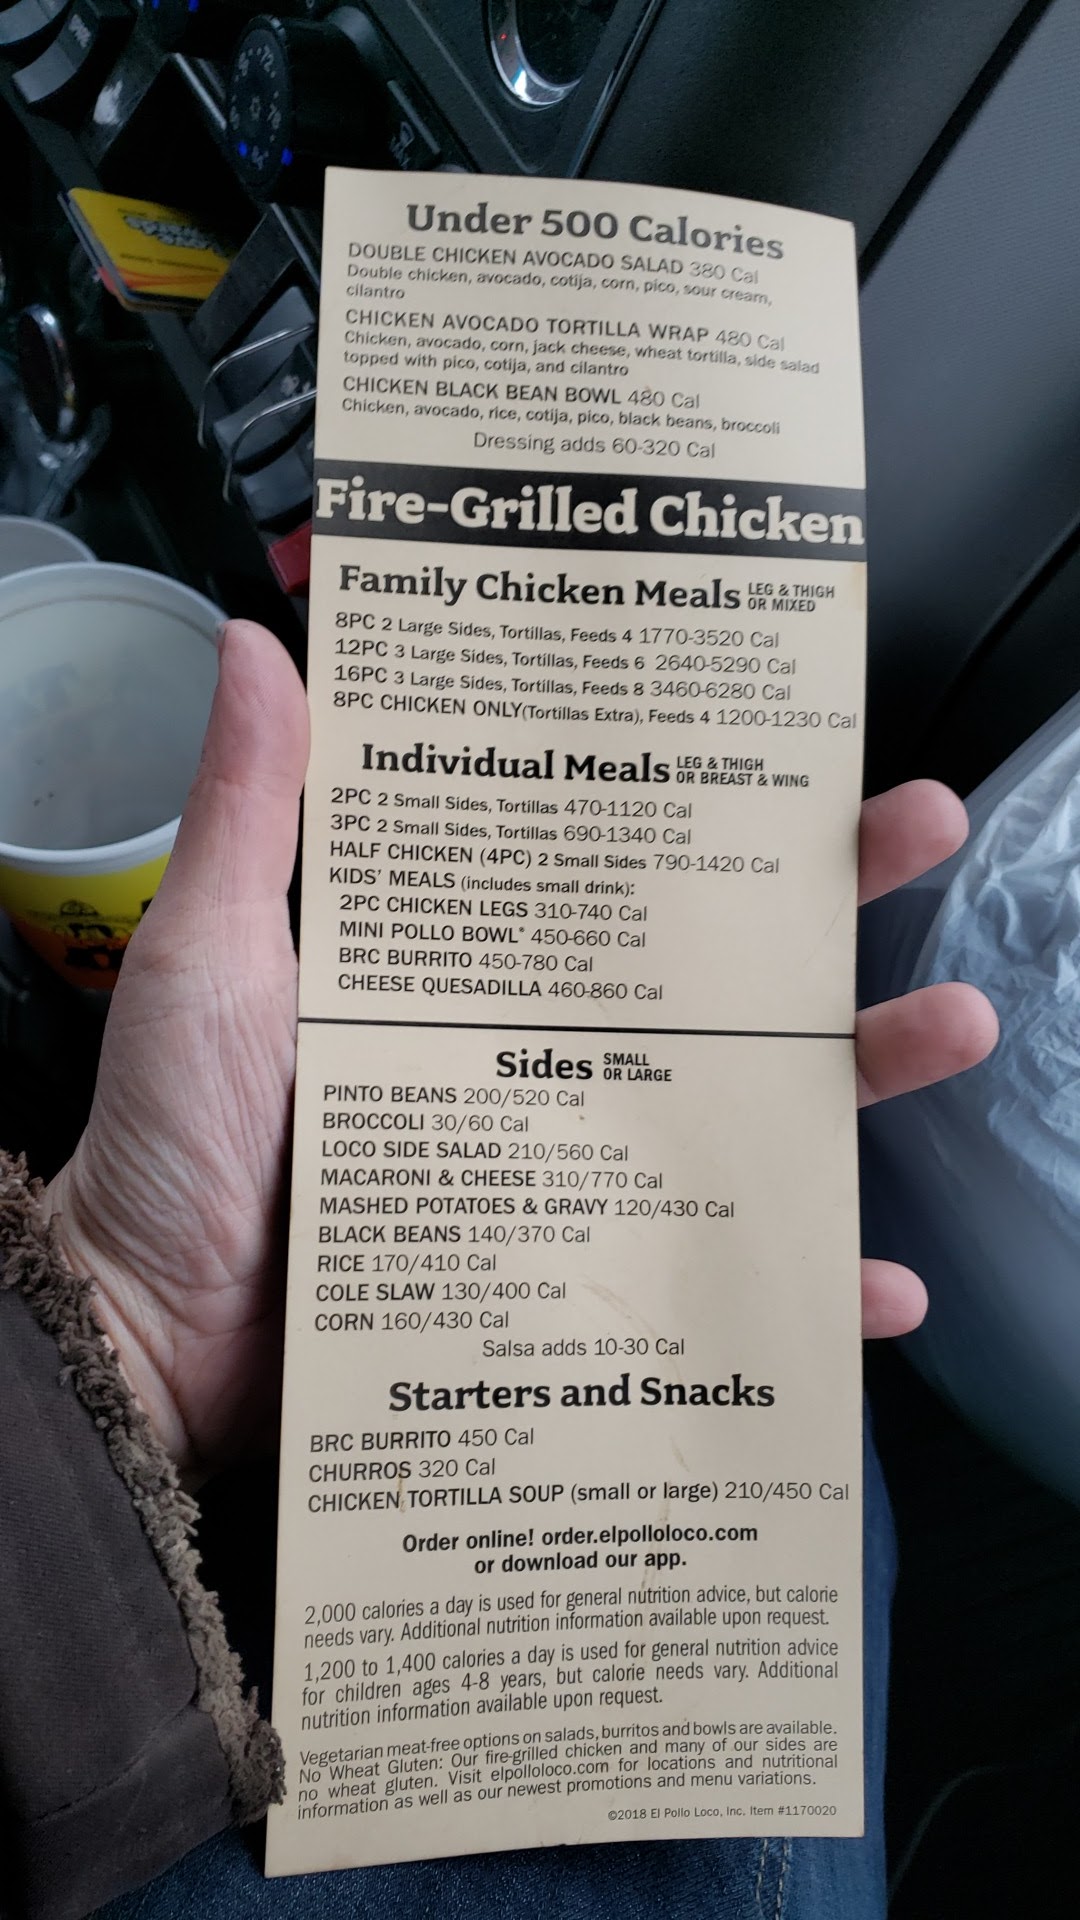 Under 500 Calories
DOUBLE CHICKEN AVOCADO SALAD 380 Cal
Double chicken, avocado, cotija, corn, pico, sour cream,
cilantro
CHICKEN AVOCADO TORTILLA WRAP 480 Cal
Chicken, avocado, corn, jack cheese, wheat tortilla, side salad
topped with pico, cotija, and cilantro
CHICKEN BLACK BEAN BOWL 480 Cal
Chicken, avocado, rice, cotija, pico, black beans, broccoli
Dressing adds 60-320 Cal
Fire-Grilled Chicken
Family Chicken Meals LEG & THIGH
OR MIXED
8PC 2 Large Sides, Tortillas, Feeds 4 1770-3520 Cal
12PC 3 Large Sides, Tortillas, Feeds 6 2640-5290 Cal
16PC 3 Large Sides, Tortillas, Feeds 8 3460-6280 Cal
8PC CHICKEN ONLY(Tortillas Extra), Feeds 4 1200-1230 Cal
Individual Meals LEG & THIGH
OR BREAST & WING
2PC 2 Small Sides, Tortillas 470-1120 Cal
3PC 2 Small Sides, Tortillas 690-1340 Cal
HALF CHICKEN (4PC) 2 Small Sides 790-1420 Cal
KIDS' MEALS (includes small drink):
2PC CHICKEN LEGS 310-740 Cal
MINI POLLO BOWL® 450-660 Cal
BRC BURRITO 450-780 Cal
CHEESE QUESADILLA 460-860 Cal
Sides SMALL
OR LARGE
PINTO BEANS 200/520 Cal
BROCCOLI 30/60 Cal
LOCO SIDE SALAD 210/560 Cal
MACARONI & CHEESE 310/770 Cal
MASHED POTATOES & GRAVY 120/430 Cal
BLACK BEANS 140/370 Cal
RICE 170/410 Cal
COLE SLAW 130/400 Cal
CORN 160/430 Cal
Salsa adds 10-30 Cal
Starters and Snacks
BRC BURRITO 450 Cal
CHURROS 320 Cal
CHICKEN TORTILLA SOUP (small or large) 210/450 Cal
Order online! order.elpolloloco.com
or download our app.
2,000 calories a day is used for general nutrition advice, but calorie
needs vary. Additional nutrition information available upon request.
1,200 to 1,400 calories a day is used for general nutrition advice
for children ages 4-8 years, but calorie needs vary. Additional
nutrition information available upon request.
Vegetarian meat-free options on salads, burritos and bowls are available.
No Wheat Gluten: Our fire-grilled chicken and many of our sides are
no wheat gluten. Visit elpolloloco.com for locations and nutritional
information as well as our newest promotions and menu variations.
©2018 El Pollo Loco, Inc. Item #1170020